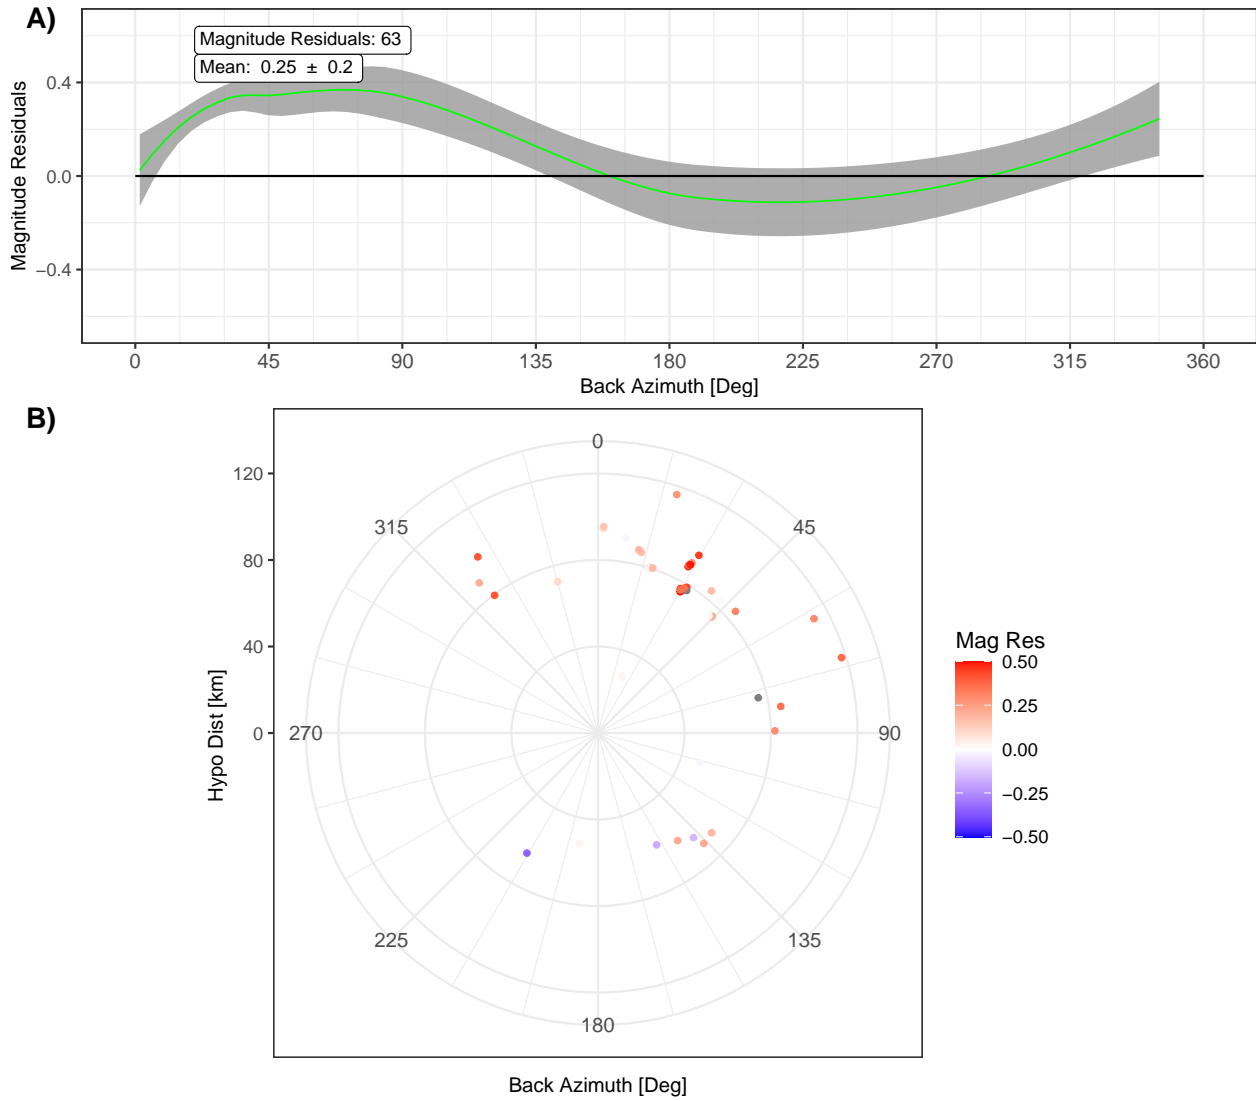 A)
Magnitude Residuals: 63
Mean: 0.25 ± 0.2
0.4
0.0
−0.4
Magnitude Residuals
0 45 90 135 180 225 270 315 360
Back Azimuth [Deg]
B)
120
80
40
0
Hypo Dist [km]
0
45
90
135
180
225
270
315
Back Azimuth [Deg]
Mag Res
0.50
0.25
0.00
−0.25
−0.50